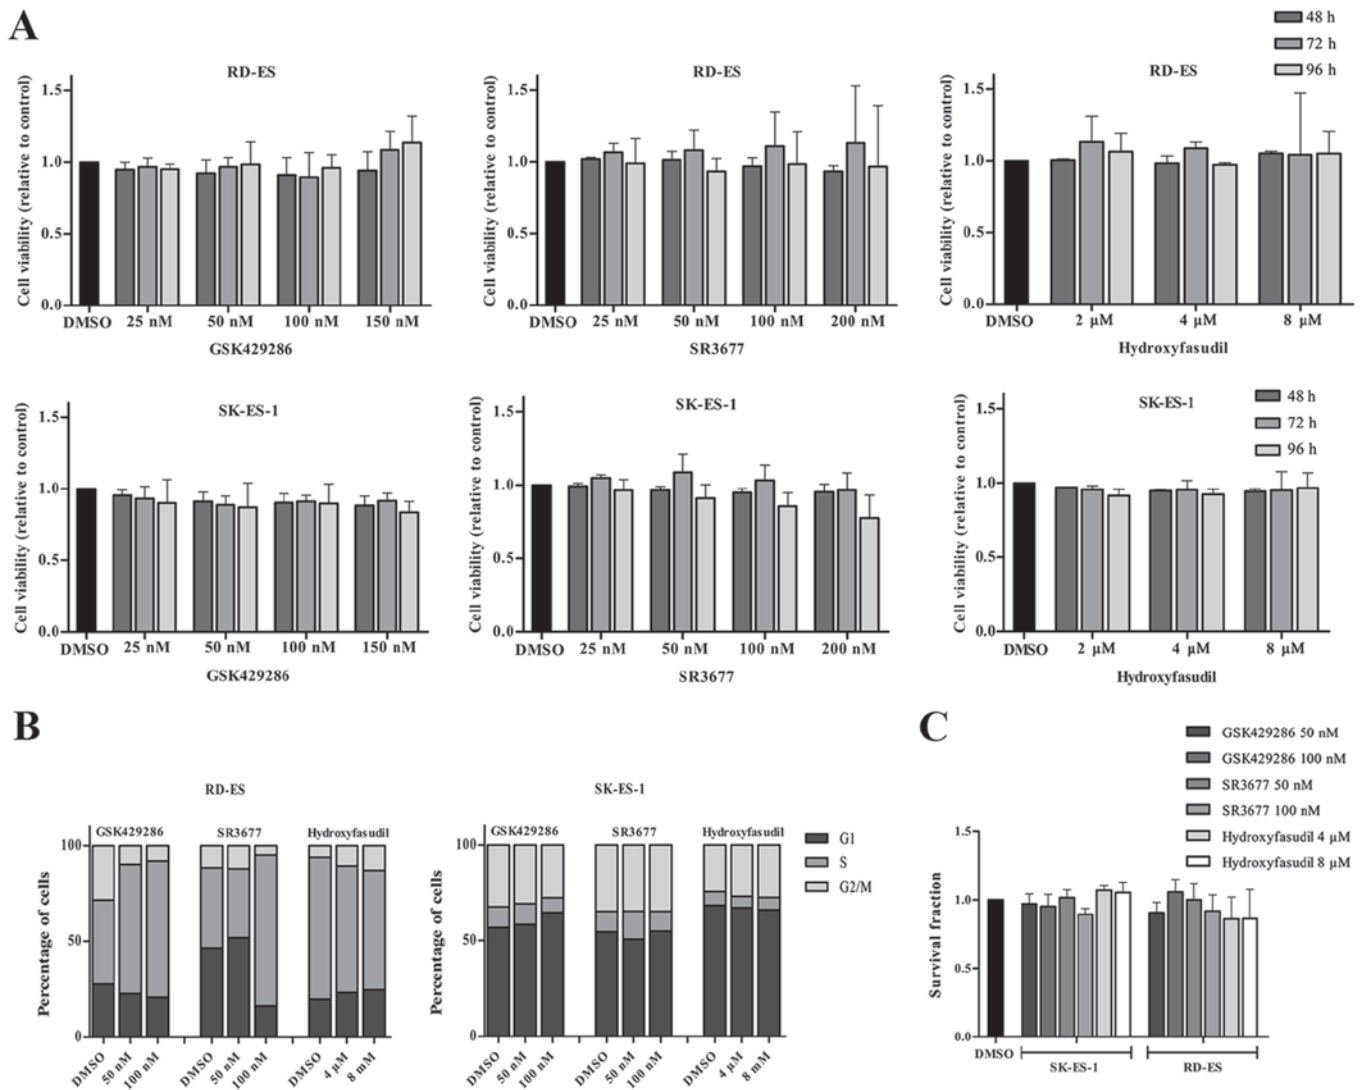 A
48 h
72 h
96 h
RD-ES
Cell viability (relative to control)
1.5
1.0
0.5
0.0
DMSO
25 nM
50 nM
100 nM
150 nM
GSK429286
RD-ES
Cell viability (relative to control)
1.5
1.0
0.5
0.0
DMSO
25 nM
50 nM
100 nM
200 nM
SR3677
RD-ES
Cell viability (relative to control)
1.5
1.0
0.5
0.0
DMSO
2 µM
4 µM
8 µM
Hydroxyfasudil
SK-ES-1
Cell viability (relative to control)
1.5
1.0
0.5
0.0
DMSO
25 nM
50 nM
100 nM
150 nM
GSK429286
SK-ES-1
Cell viability (relative to control)
1.5
1.0
0.5
0.0
DMSO
25 nM
50 nM
100 nM
200 nM
SR3677
SK-ES-1
48 h
72 h
96 h
Cell viability (relative to control)
1.5
1.0
0.5
0.0
DMSO
2 µM
4 µM
8 µM
Hydroxyfasudil
B
RD-ES
GSK429286
SR3677
Hydroxyfasudil
Percentage of cells
100
50
0
DMSO
50 nM
100 nM
DMSO
50 nM
100 nM
DMSO
4 µM
8 mM
SK-ES-1
GSK429286
SR3677
Hydroxyfasudil
G1
S
G2/M
Percentage of cells
100
50
0
DMSO
50 nM
100 nM
DMSO
50 nM
100 nM
DMSO
4 µM
8 mM
C
GSK429286 50 nM
GSK429286 100 nM
SR3677 50 nM
SR3677 100 nM
Hydroxyfasudil 4 µM
Hydroxyfasudil 8 µM
Survival fraction
1.5
1.0
0.5
0.0
DMSO
SK-ES-1
RD-ES